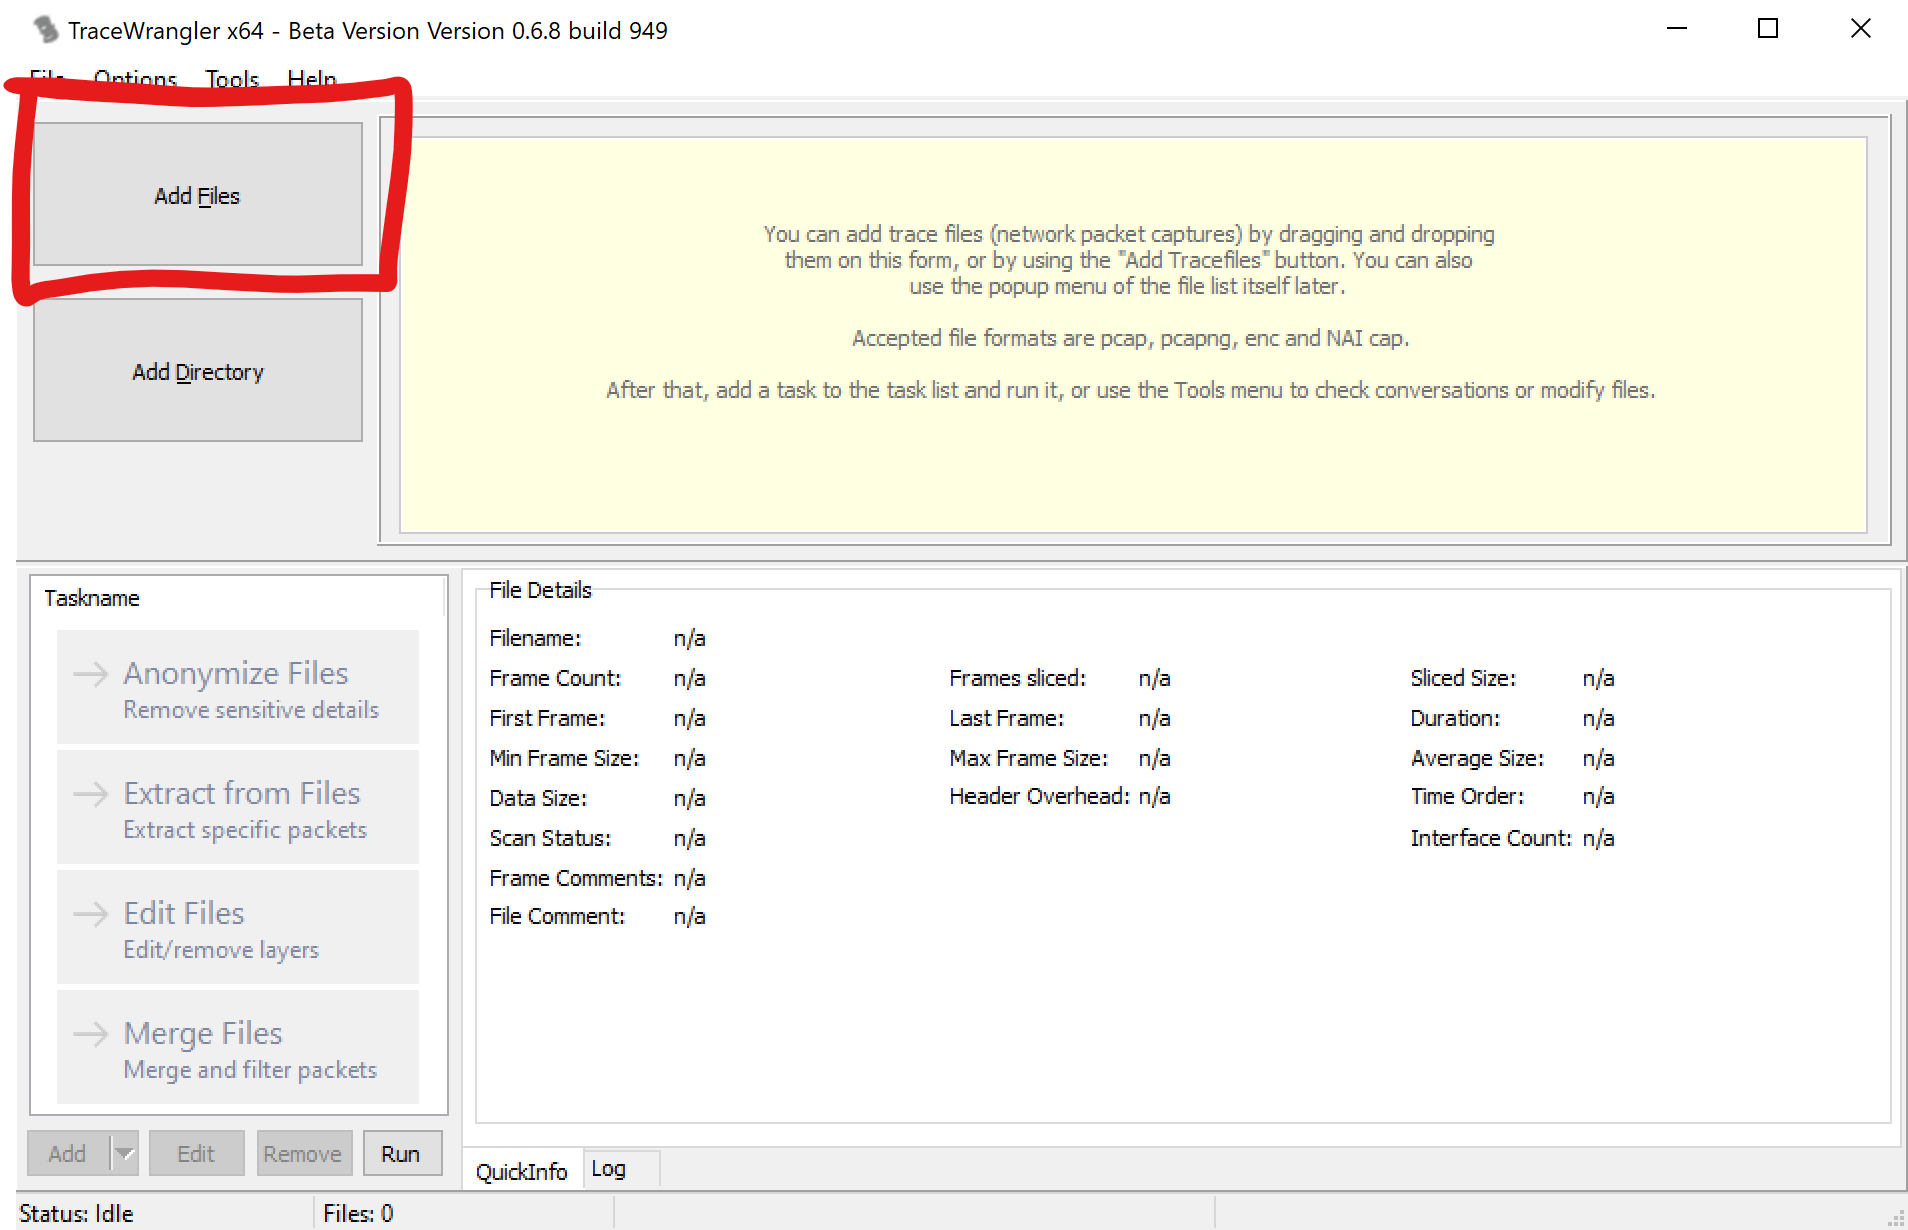 TraceWrangler x64 - Beta Version Version 0.6.8 build 949
File Options Tools Help
Add Files
Add Directory
You can add trace files (network packet captures) by dragging and dropping
them on this form, or by using the "Add Tracefiles" button. You can also
use the popup menu of the file list itself later.
Accepted file formats are pcap, pcapng, enc and NAI cap.
After that, add a task to the task list and run it, or use the Tools menu to check conversations or modify files.
Taskname
Anonymize Files
Remove sensitive details
Extract from Files
Extract specific packets
Edit Files
Edit/remove layers
Merge Files
Merge and filter packets
Add Edit Remove Run
File Details
Filename: n/a
Frame Count: n/a Frames sliced: n/a Sliced Size: n/a
First Frame: n/a Last Frame: n/a Duration: n/a
Min Frame Size: n/a Max Frame Size: n/a Average Size: n/a
Data Size: n/a Header Overhead: n/a Time Order: n/a
Scan Status: n/a Interface Count: n/a
Frame Comments: n/a
File Comment: n/a
QuickInfo Log
Status: Idle Files: 0